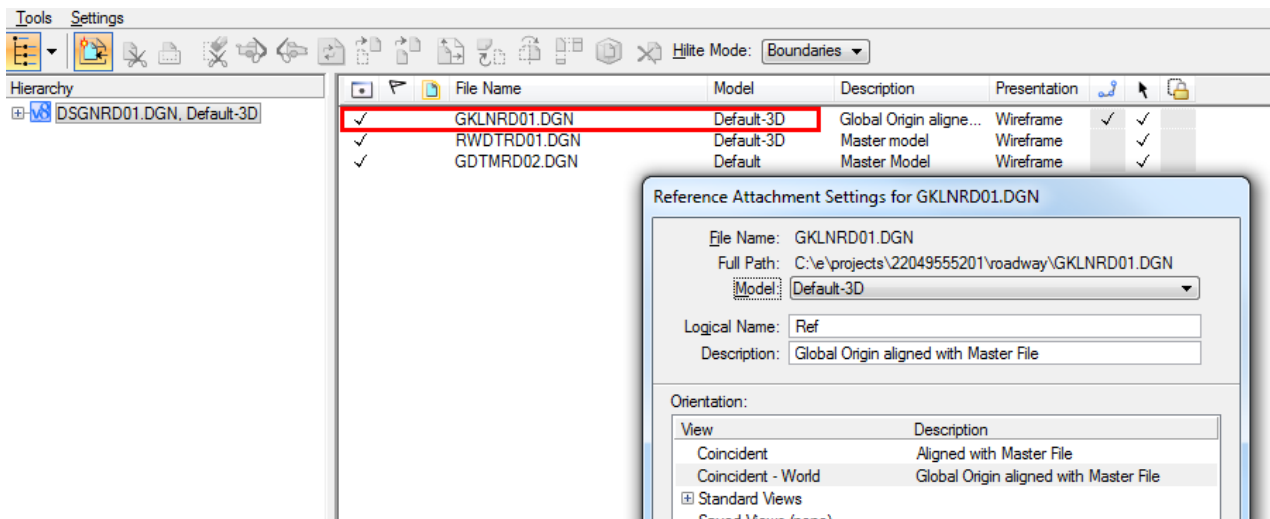 Tools Settings
Hilite Mode: Boundaries
Hierarchy File Name Model Description Presentation
V8 DSGNRD01.DGN, Default-3D
GKLNRD01.DGN Default-3D Global Origin aligne... Wireframe
RWDTRD01.DGN Default-3D Master model Wireframe
GDTMRD02.DGN Default Master Model Wireframe
Reference Attachment Settings for GKLNRD01.DGN
File Name: GKLNRD01.DGN
Full Path: C:\e\projects\22049555201\roadway\GKLNRD01.DGN
Model: Default-3D
Logical Name: Ref
Description: Global Origin aligned with Master File
Orientation:
View Description
Coincident Aligned with Master File
Coincident - World Global Origin aligned with Master File
Standard Views
Saved Views (none)